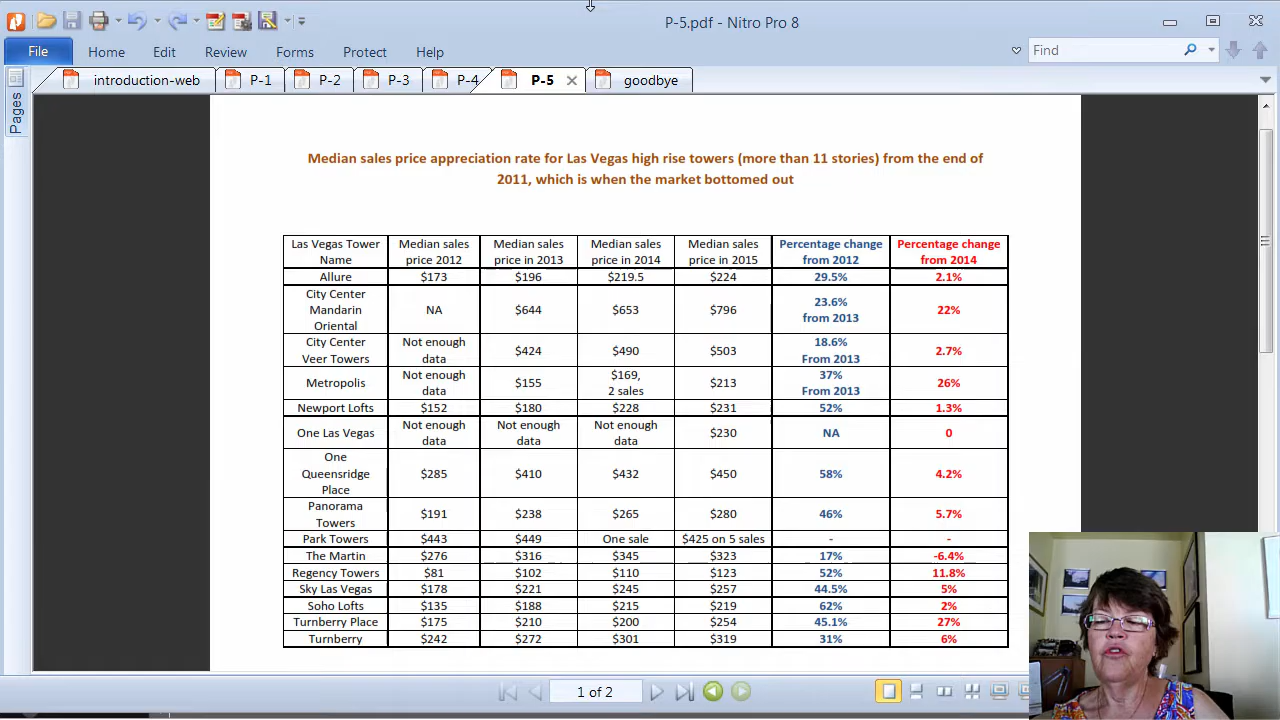 P-5.pdf - Nitro Pro 8
File Home Edit Review Forms Protect Help Find
introduction-web P-1 P-2 P-3 P-4 P-5 goodbye
Pages
Median sales price appreciation rate for Las Vegas high rise towers (more than 11 stories) from the end of
2011, which is when the market bottomed out
Las Vegas Tower Name Median sales price 2012 Median sales price in 2013 Median sales price in 2014 Median sales price in 2015 Percentage change from 2012 Percentage change from 2014
Allure $173 $196 $219.5 $224 29.5% 2.1%
City Center Mandarin Oriental NA $644 $653 $796 23.6% from 2013 22%
City Center Veer Towers Not enough data $424 $490 $503 18.6% From 2013 2.7%
Metropolis Not enough data $155 $169, 2 sales $213 37% From 2013 26%
Newport Lofts $152 $180 $228 $231 52% 1.3%
One Las Vegas Not enough data Not enough data Not enough data $230 NA 0
One Queensridge Place $285 $410 $432 $450 58% 4.2%
Panorama Towers $191 $238 $265 $280 46% 5.7%
Park Towers $443 $449 One sale $425 on 5 sales - -
The Martin $276 $316 $345 $323 17% -6.4%
Regency Towers $81 $102 $110 $123 52% 11.8%
Sky Las Vegas $178 $221 $245 $257 44.5% 5%
Soho Lofts $135 $188 $215 $219 62% 2%
Turnberry Place $175 $210 $200 $254 45.1% 27%
Turnberry $242 $272 $301 $319 31% 6%
1 of 2